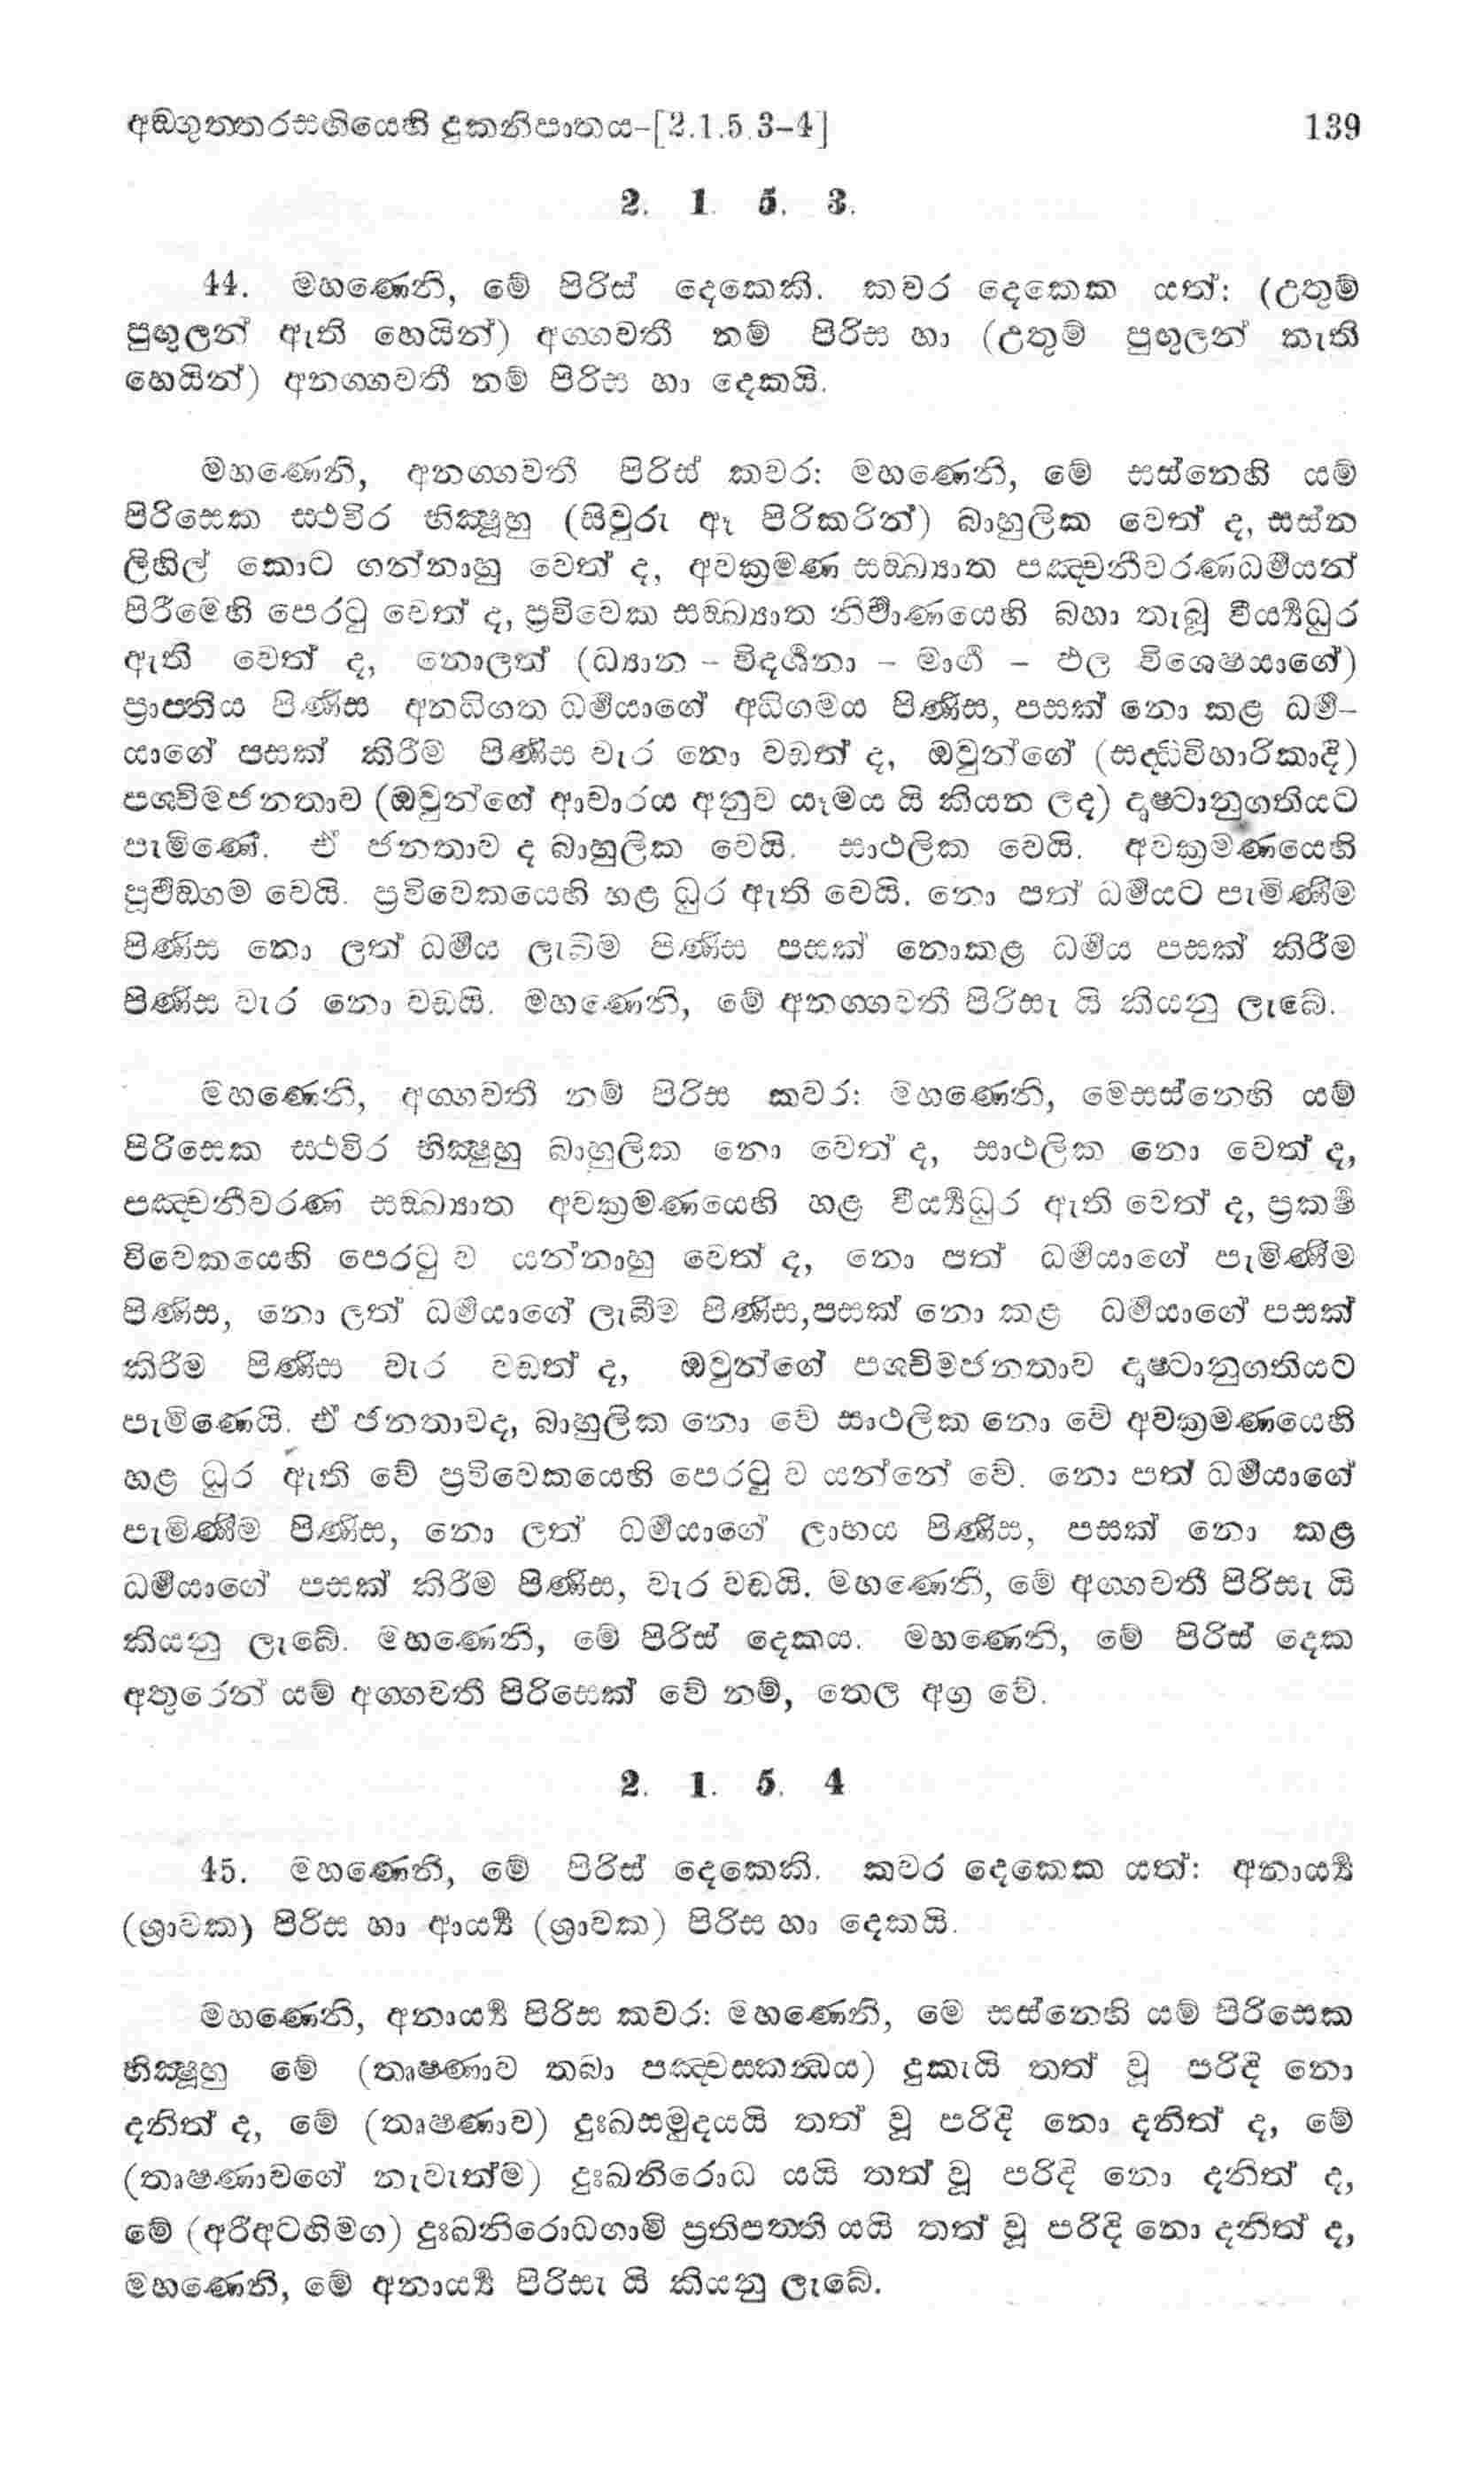 අඞ්ගුත්තරසඟියෙහි දුකනිපාතය-[2.1.5.3-4] 139
2. 1. 5. 3.
44. මහණෙනි, මේ පිරිස් දෙකෙකි. කවර දෙකෙක යත්: (උතුම්
පුඟුලන් ඇති හෙයින්) අග්ගවතී නම් පිරිස හා (උතුම් පුඟුලන් නැති
හෙයින්) අනග්ගවතී නම් පිරිස හා දෙකයි.
මහණෙනි, අනග්ගවතී පිරිස් කවර: මහණෙනි, මේ සස්නෙහි යම්
පිරිසෙක ස්ථවිර භික්ෂූහු (සිවුරු ඈ පිරිකරින්) බාහුලික වෙත් ද, සස්න
ලිහිල් කොට ගන්නාහු වෙත් ද, අවක්‍රමණ සඞ්ඛ්‍යාත පඤ්චනීවරණධර්මයන්
පිරීමෙහි පෙරටු වෙත් ද, ප්‍රවිවෙක සඞ්ඛ්‍යාත නිර්වාණයෙහි බහා තැබූ වීර්‍ය්‍යධුර
ඇති වෙත් ද, නොලත් (ධ්‍යාන - විදර්ශනා - මාර්ග - ඵල විශෙෂයාගේ)
ප්‍රාප්තිය පිණිස අනධිගත ධර්මයාගේ අධිගමය පිණිස, පසක් නො කළ ධර්ම-
යාගේ පසක් කිරීම පිණිස වැර නො වඩත් ද, ඔවුන්ගේ (සද්ධිවිහාරිකාදී)
පශ්චිමජනතාව (ඔවුන්ගේ ආචාරය අනුව යෑමය යි කියන ලද) දෘෂ්ටානුගතියට
පැමිණේ. ඒ ජනතාව ද බාහුලික වෙයි. සාථලික වෙයි. අවක්‍රමණයෙහි
පූර්වඞ්ගම වෙයි. ප්‍රවිවෙකයෙහි හළ ධුර ඇති වෙයි. නො පත් ධර්මයට පැමිණීම
පිණිස නො ලත් ධර්මය ලැබීම පිණිස පසක් නොකළ ධර්මය පසක් කිරීම
පිණිස වැර නො වඩයි. මහණෙනි, මේ අනග්ගවතී පිරිසැ යි කියනු ලැබේ.
මහණෙනි, අග්ගවතී නම් පිරිස කවර: මහණෙනි, මෙසස්නෙහි යම්
පිරිසෙක ස්ථවිර භික්ෂුහු බාහුලික නො වෙත් ද, සාථලික නො වෙත් ද,
පඤ්චනීවරණ සඞ්ඛ්‍යාත අවක්‍රමණයෙහි හළ වීර්‍ය්‍යධුර ඇති වෙත් ද, ප්‍රකර්ෂ
විවෙකයෙහි පෙරටු ව යන්නාහු වෙත් ද, නො පත් ධර්මයාගේ පැමිණීම
පිණිස, නො ලත් ධර්මයාගේ ලැබීම පිණිස,පසක් නො කළ ධර්මයාගේ පසක්
කිරීම පිණිස වැර වඩත් ද, ඔවුන්ගේ පශ්චිමජනතාව දෘෂ්ටානුගතියට
පැමිණෙයි. ඒ ජනතාවද, බාහුලික නො වේ සාථලික නො වේ අවක්‍රමණයෙහි
හළ ධුර ඇති වේ ප්‍රවිවෙකයෙහි පෙරටු ව යන්නේ වේ. නො පත් ධර්මයාගේ
පැමිණීම පිණිස, නො ලත් ධර්මයාගේ ලාභය පිණිස, පසක් නො කළ
ධර්මයාගේ පසක් කිරීම පිණිස, වැර වඩයි. මහණෙනි, මේ අග්ගවතී පිරිසැ යි
කියනු ලැබේ. මහණෙනි, මේ පිරිස් දෙකය. මහණෙනි, මේ පිරිස් දෙක
අතුරෙන් යම් අග්ගවතී පිරිසෙක් වේ නම්, තෙල අග්‍ර වේ.
2. 1. 5. 4
45. මහණෙනි, මේ පිරිස් දෙකෙකි. කවර දෙකෙක යත්: අනාර්‍ය්‍ය
(ශ්‍රාවක) පිරිස හා ආර්‍ය්‍ය (ශ්‍රාවක) පිරිස හා දෙකයි.
මහණෙනි, අනාර්‍ය්‍ය පිරිස කවර: මහණෙනි, මෙ සස්නෙහි යම් පිරිසෙක
භික්ෂූහු මේ (තෘෂ්ණාව තබා පඤ්චස්කන්ධය) දුකැයි තත් වූ පරිදි නො
දනිත් ද, මේ (තෘෂ්ණාව) දුඃඛසමුදයයි තත් වූ පරිදි නො දනිත් ද, මේ
(තෘෂ්ණාවගේ නැවැත්ම) දුඃඛනිරොධ යයි තත් වූ පරිදි නො දනිත් ද,
මේ (අරීඅටඟිමග) දුඃඛනිරොධගාමි ප්‍රතිපත්ති යයි තත් වූ පරිදි නො දනිත් ද,
මහණෙනි, මේ අනාර්‍ය්‍ය පිරිසැ යි කියනු ලැබේ.